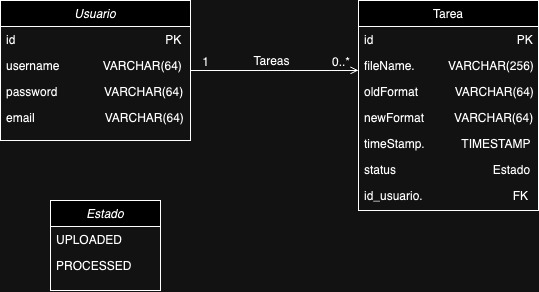 Usuario
id PK
username VARCHAR(64)
password VARCHAR(64)
email VARCHAR(64)
1 Tareas 0..*
Tarea
id PK
fileName. VARCHAR(256)
oldFormat VARCHAR(64)
newFormat VARCHAR(64)
timeStamp. TIMESTAMP
status Estado
id_usuario. FK
Estado
UPLOADED
PROCESSED